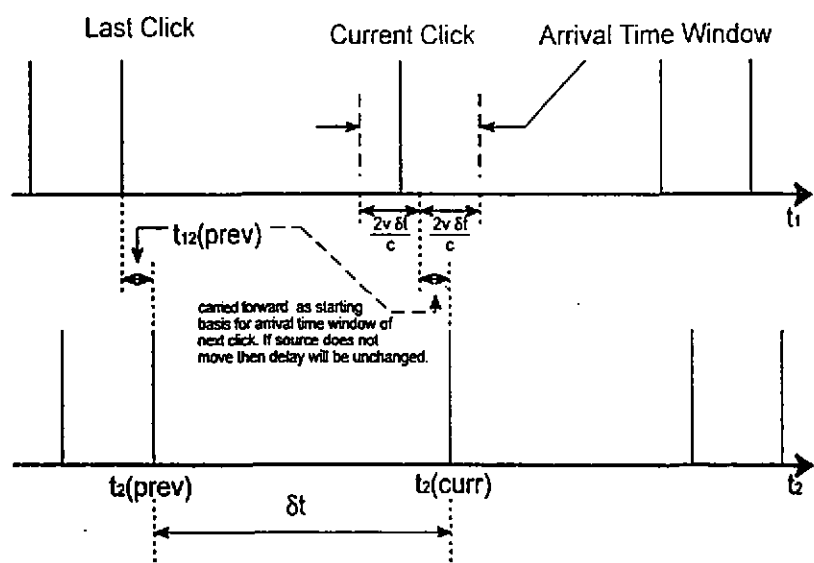 Last Click
Current Click
Arrival Time Window
t1
2v δt
c
2v δt
c
t12(prev)
carried forward as starting
basis for arrival time window of
next click. If source does not
move then delay will be unchanged.
t2(prev)
t2(curr)
t2
δt